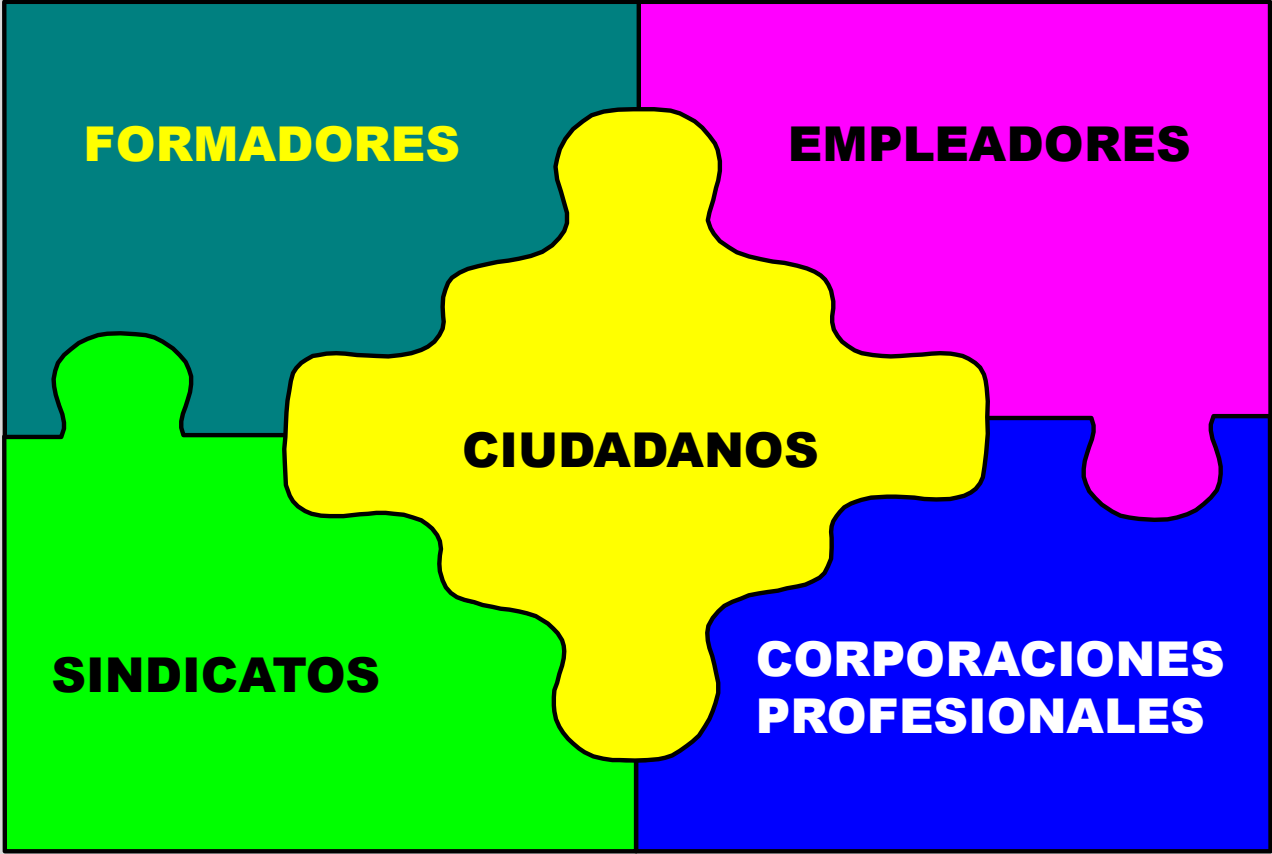 FORMADORES
EMPLEADORES
CIUDADANOS
SINDICATOS
CORPORACIONES
PROFESIONALES